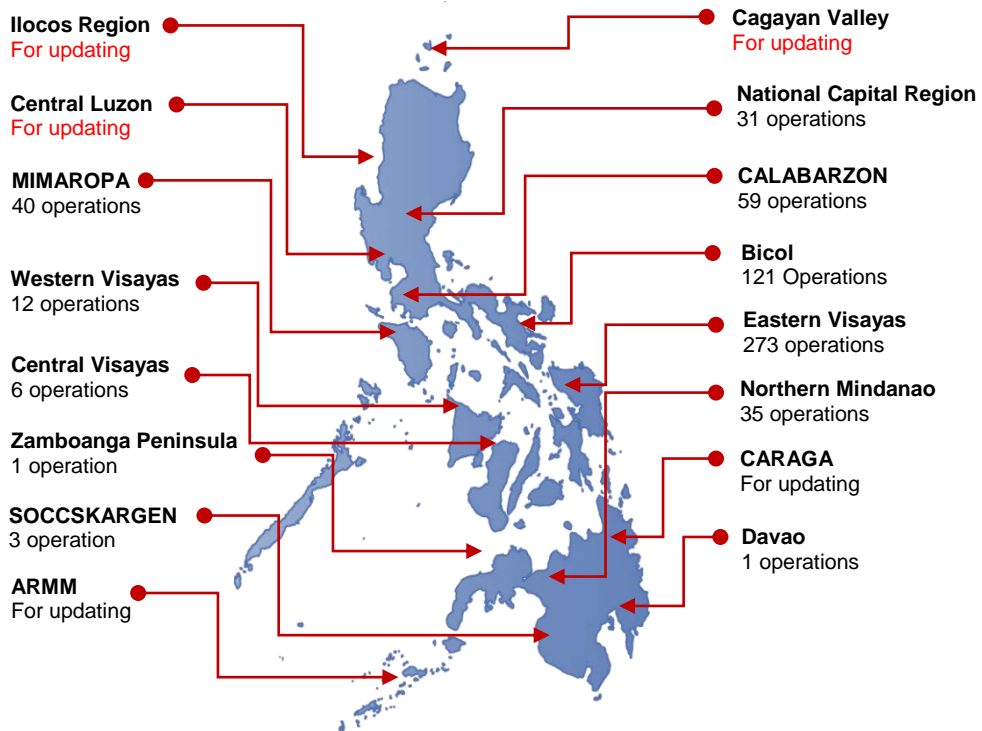 Ilocos Region
For updating
Central Luzon
For updating
MIMAROPA
40 operations
Western Visayas
12 operations
Central Visayas
6 operations
Zamboanga Peninsula
1 operation
SOCCSKARGEN
3 operation
ARMM
For updating
Cagayan Valley
For updating
National Capital Region
31 operations
CALABARZON
59 operations
Bicol
121 Operations
Eastern Visayas
273 operations
Northern Mindanao
35 operations
CARAGA
For updating
Davao
1 operations